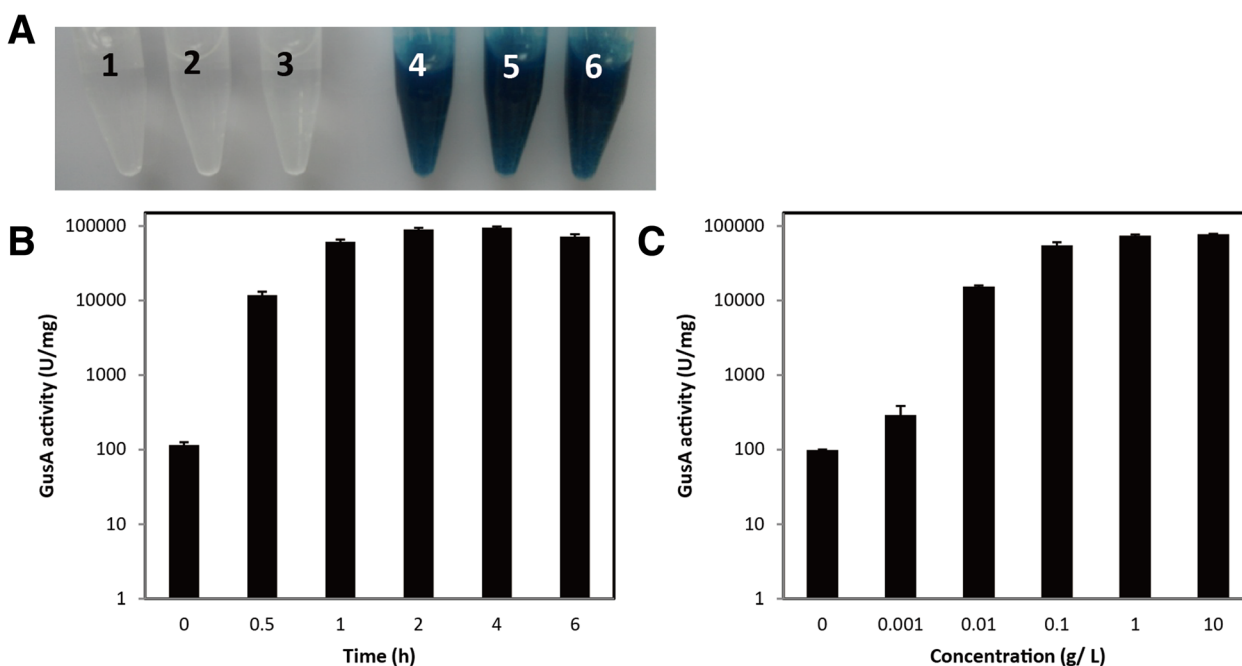 A
1 2 3 4 5 6
B
GusA activity (U/mg)
100000
10000
1000
100
10
1
0 0.5 1 2 4 6
Time (h)
C
GusA activity (U/mg)
100000
10000
1000
100
10
1
0 0.001 0.01 0.1 1 10
Concentration (g/ L)